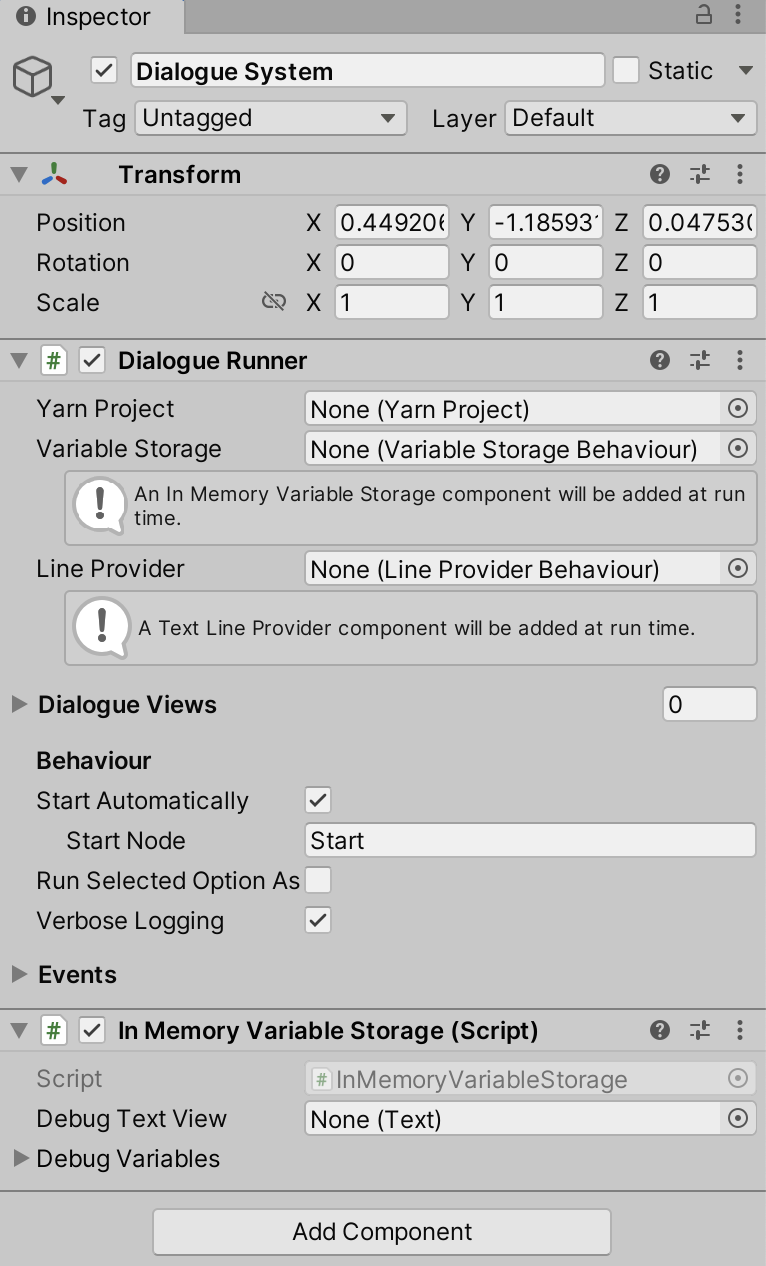 Inspector
Dialogue System
Static
Tag Untagged Layer Default
Transform
Position X 0.449206 Y -1.18593 Z 0.047530
Rotation X 0 Y 0 Z 0
Scale X 1 Y 1 Z 1
# Dialogue Runner
Yarn Project None (Yarn Project)
Variable Storage None (Variable Storage Behaviour)
An In Memory Variable Storage component will be added at run
time.
Line Provider None (Line Provider Behaviour)
A Text Line Provider component will be added at run time.
Dialogue Views 0
Behaviour
Start Automatically
Start Node Start
Run Selected Option As
Verbose Logging
Events
# In Memory Variable Storage (Script)
Script # InMemoryVariableStorage
Debug Text View None (Text)
Debug Variables
Add Component